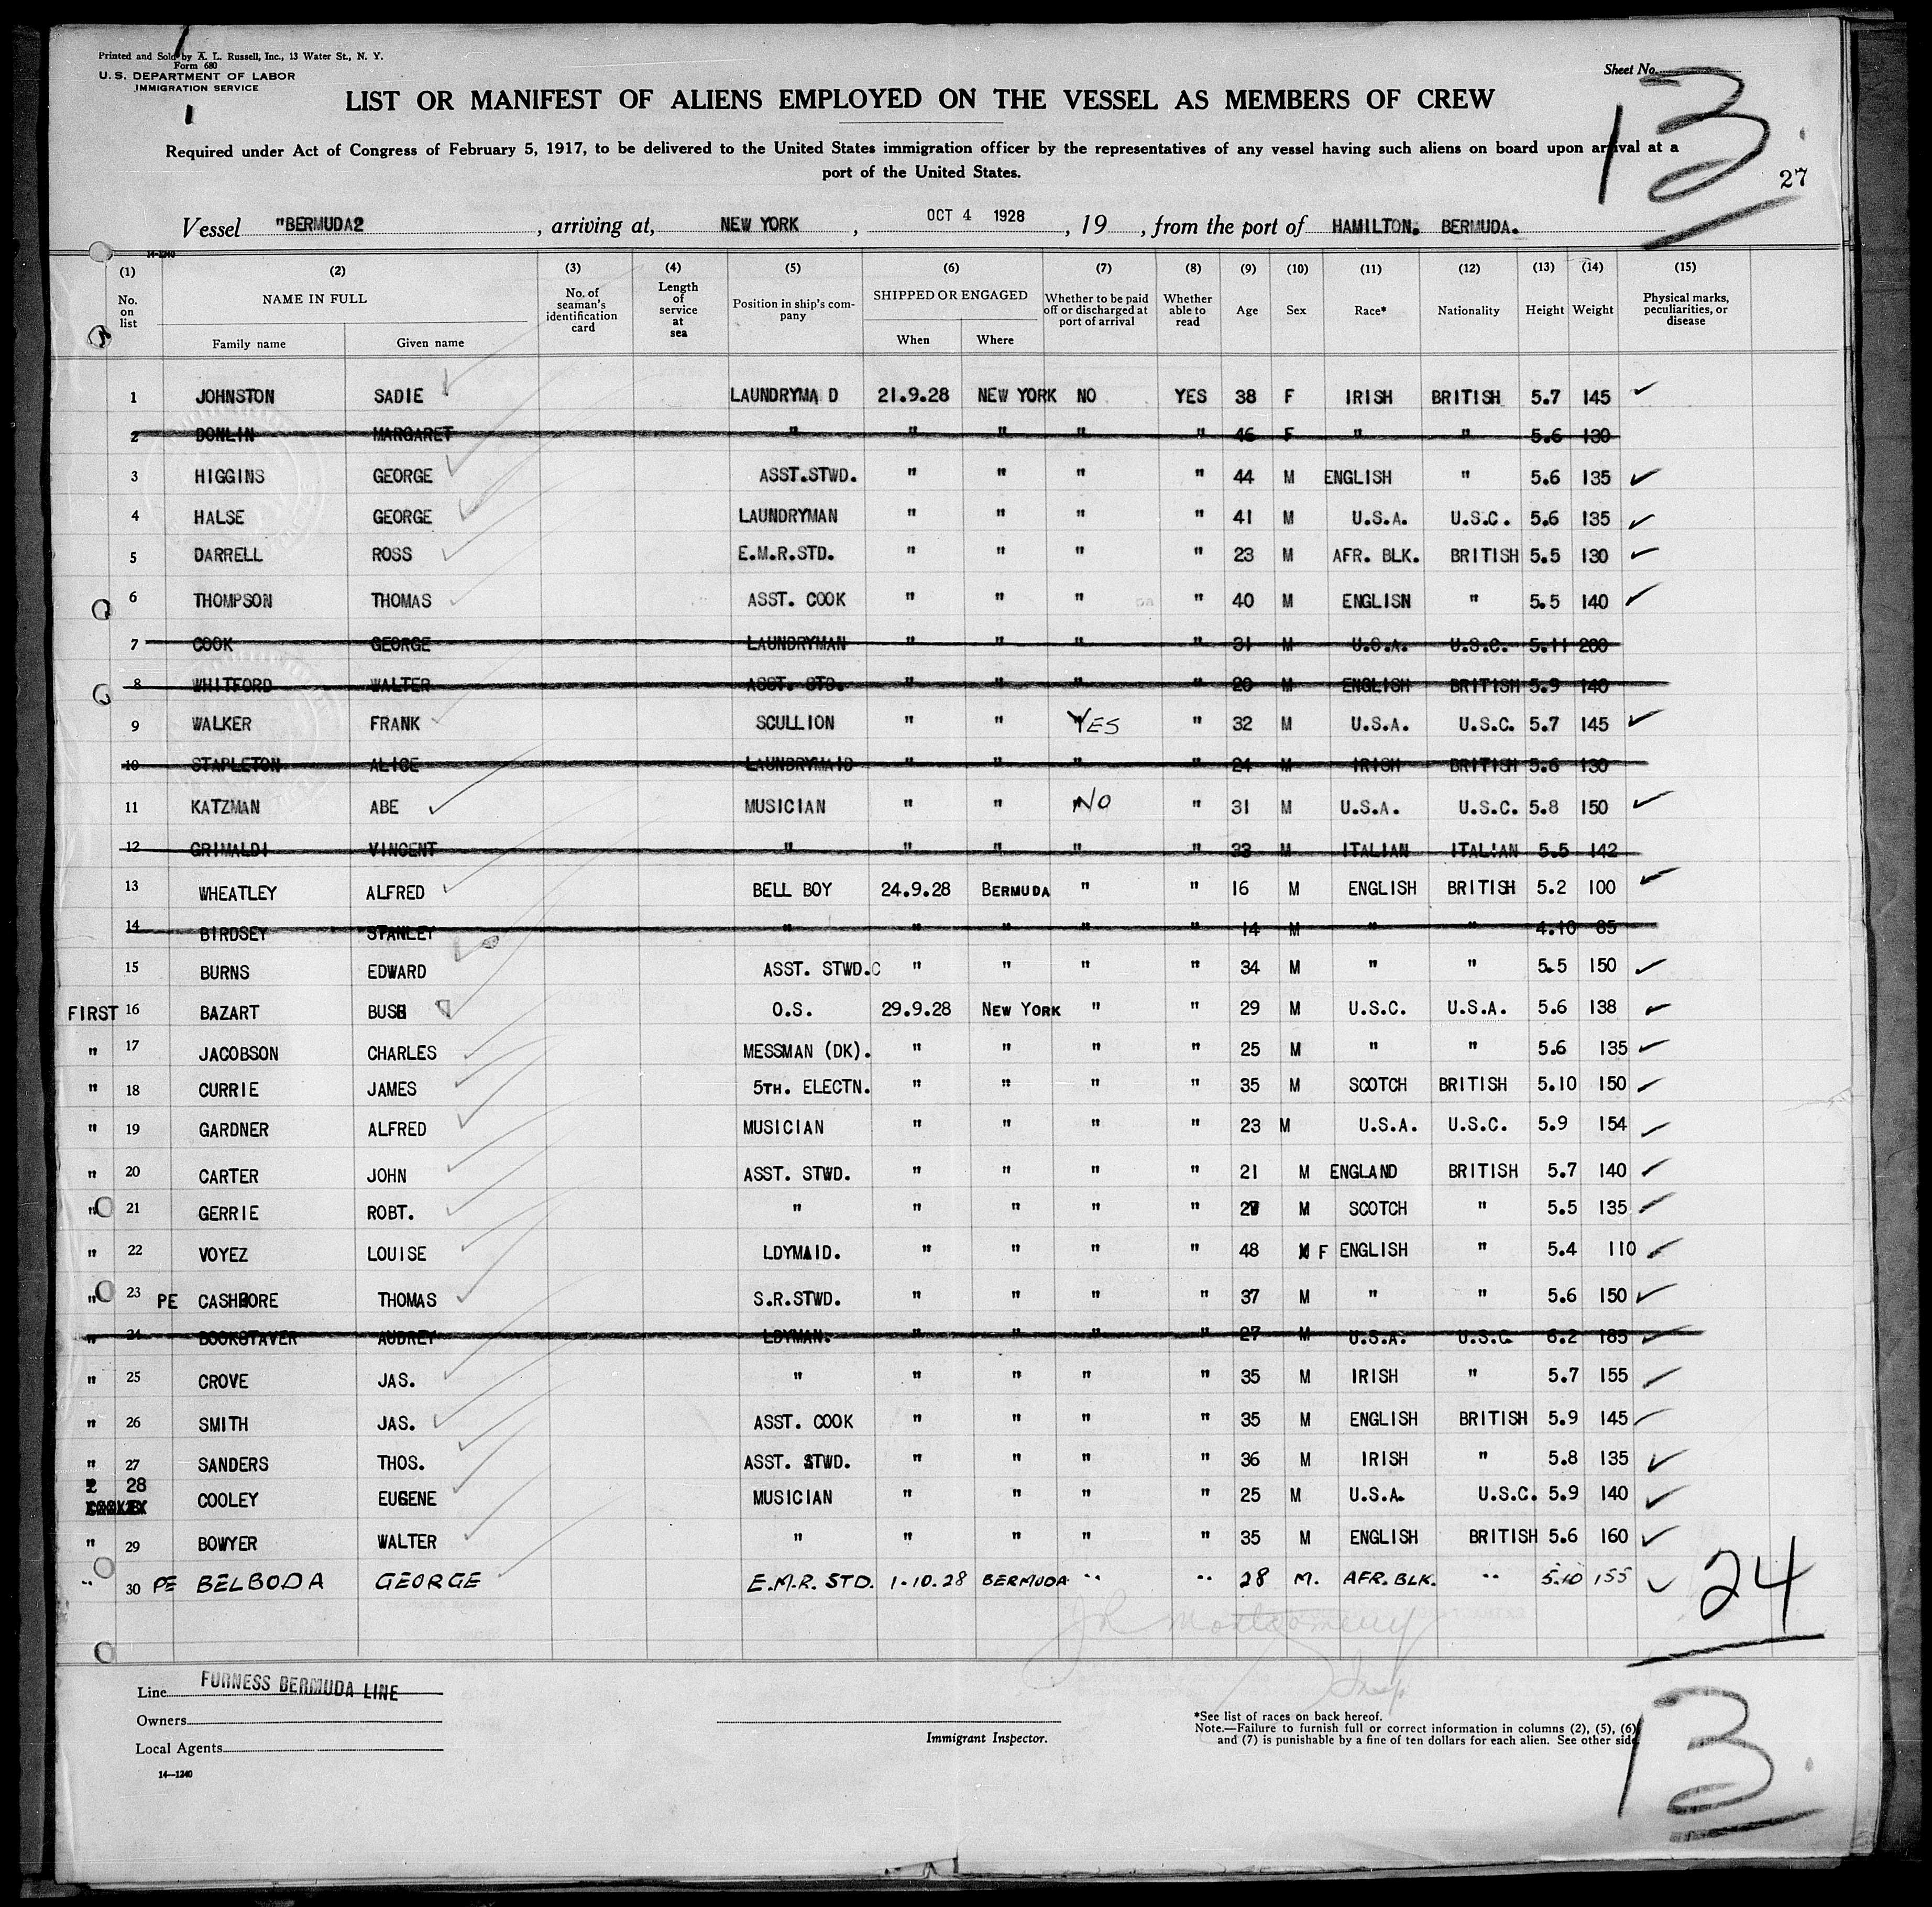 Printed and Sold by A. L. Russell, Inc., 13 Water St., N. Y.
Form 680
U. S. DEPARTMENT OF LABOR
IMMIGRATION SERVICE
Sheet No.
13
27
LIST OR MANIFEST OF ALIENS EMPLOYED ON THE VESSEL AS MEMBERS OF CREW
Required under Act of Congress of February 5, 1917, to be delivered to the United States immigration officer by the representatives of any vessel having such aliens on board upon arrival at a
port of the United States.
Vessel "BERMUDA2, arriving at, NEW YORK, OCT 4 1928, 19, from the port of HAMILTON. BERMUDA.
14-1240
(1) (2) (3) (4) (5) (6) (7) (8) (9) (10) (11) (12) (13) (14) (15)
No. on list NAME IN FULL No. of seaman's identification card Length of service at sea Position in ship's company SHIPPED OR ENGAGED Whether to be paid off or discharged at port of arrival Whether able to read Age Sex Race* Nationality Height Weight Physical marks, peculiarities, or disease
Family name Given name When Where
1 JOHNSTON SADIE LAUNDRYMA D 21.9.28 NEW YORK NO YES 38 F IRISH BRITISH 5.7 145
2 DONLIN MARGARET " " " " " 46 F " " 5.6 130
3 HIGGINS GEORGE ASST.STWD. " " " " 44 M ENGLISH " 5.6 135
4 HALSE GEORGE LAUNDRYMAN " " " " 41 M U.S.A. U.S.C. 5.6 135
5 DARRELL ROSS E.M.R.STD. " " " " 23 M AFR. BLK. BRITISH 5.5 130
6 THOMPSON THOMAS ASST. COOK " " " " 40 M ENGLISN " 5.5 140
7 COOK GEORGE LAUNDRYMAN " " " " 31 M U.S.A. U.S.C. 5.11 200
8 WHITFORD WALTER ASST. STD. " " " " 20 M ENGLISH BRITISH 5.9 140
9 WALKER FRANK SCULLION " " YES " 32 M U.S.A. U.S.C. 5.7 145
10 STAPLETON ALICE LAUNDRYMAID " " " " 24 M IRISH BRITISH 5.6 130
11 KATZMAN ABE MUSICIAN " " NO " 31 M U.S.A. U.S.C. 5.8 150
12 GRIMALDI VINCENT " " " " " 33 M ITALIAN ITALIAN 5.5 142
13 WHEATLEY ALFRED BELL BOY 24.9.28 BERMUDA " " 16 M ENGLISH BRITISH 5.2 100
14 BIRDSEY STANLEY " " " " " 14 M " " 4.10 85
15 BURNS EDWARD ASST. STWD.C " " " " 34 M " " 5.5 150
FIRST 16 BAZART BUSH O.S. 29.9.28 NEW YORK " " 29 M U.S.C. U.S.A. 5.6 138
" 17 JACOBSON CHARLES MESSMAN (DK). " " " " 25 M " " 5.6 135
" 18 CURRIE JAMES 5TH. ELECTN. " " " " 35 M SCOTCH BRITISH 5.10 150
" 19 GARDNER ALFRED MUSICIAN " " " " 23 M U.S.A. U.S.C. 5.9 154
" 20 CARTER JOHN ASST. STWD. " " " " 21 M ENGLAND BRITISH 5.7 140
" 21 GERRIE ROBT. " " " " " M SCOTCH " 5.5 135
" 22 VOYEZ LOUISE LDYMAID. " " " " 48 F ENGLISH " 5.4 110
" 23 PE CASHMORE THOMAS S.R.STWD. " " " " 37 M " " 5.6 150
" 24 BOOKSTAVER AUDREY LDYMAN. " " " " 27 M U.S.A. U.S.C 6.2 185
" 25 CROVE JAS. " " " " " 35 M IRISH " 5.7 155
" 26 SMITH JAS. ASST. COOK " " " " 35 M ENGLISH BRITISH 5.9 145
" 27 SANDERS THOS. ASST. STWD. " " " " 36 M IRISH " 5.8 135
28 COOLEY EUGENE MUSICIAN " " " " 25 M U.S.A. U.S.C. 5.9 140
" 29 BOWYER WALTER " " " " " 35 M ENGLISH BRITISH 5.6 160
" 30 PE BELBODA GEORGE E.M.R. STD. 1-10.28 BERMUDA " " 28 M. AFR. BLK. " 5.10 155
24
J R Montgomery
Insp
Line FURNESS BERMUDA LINE
Owners
Local Agents
14—1240
Immigrant Inspector.
*See list of races on back hereof.
Note.—Failure to furnish full or correct information in columns (2), (5), (6)
and (7) is punishable by a fine of ten dollars for each alien. See other side.
13